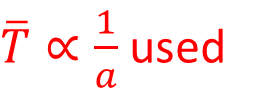 T̿ ∝ 1/a used